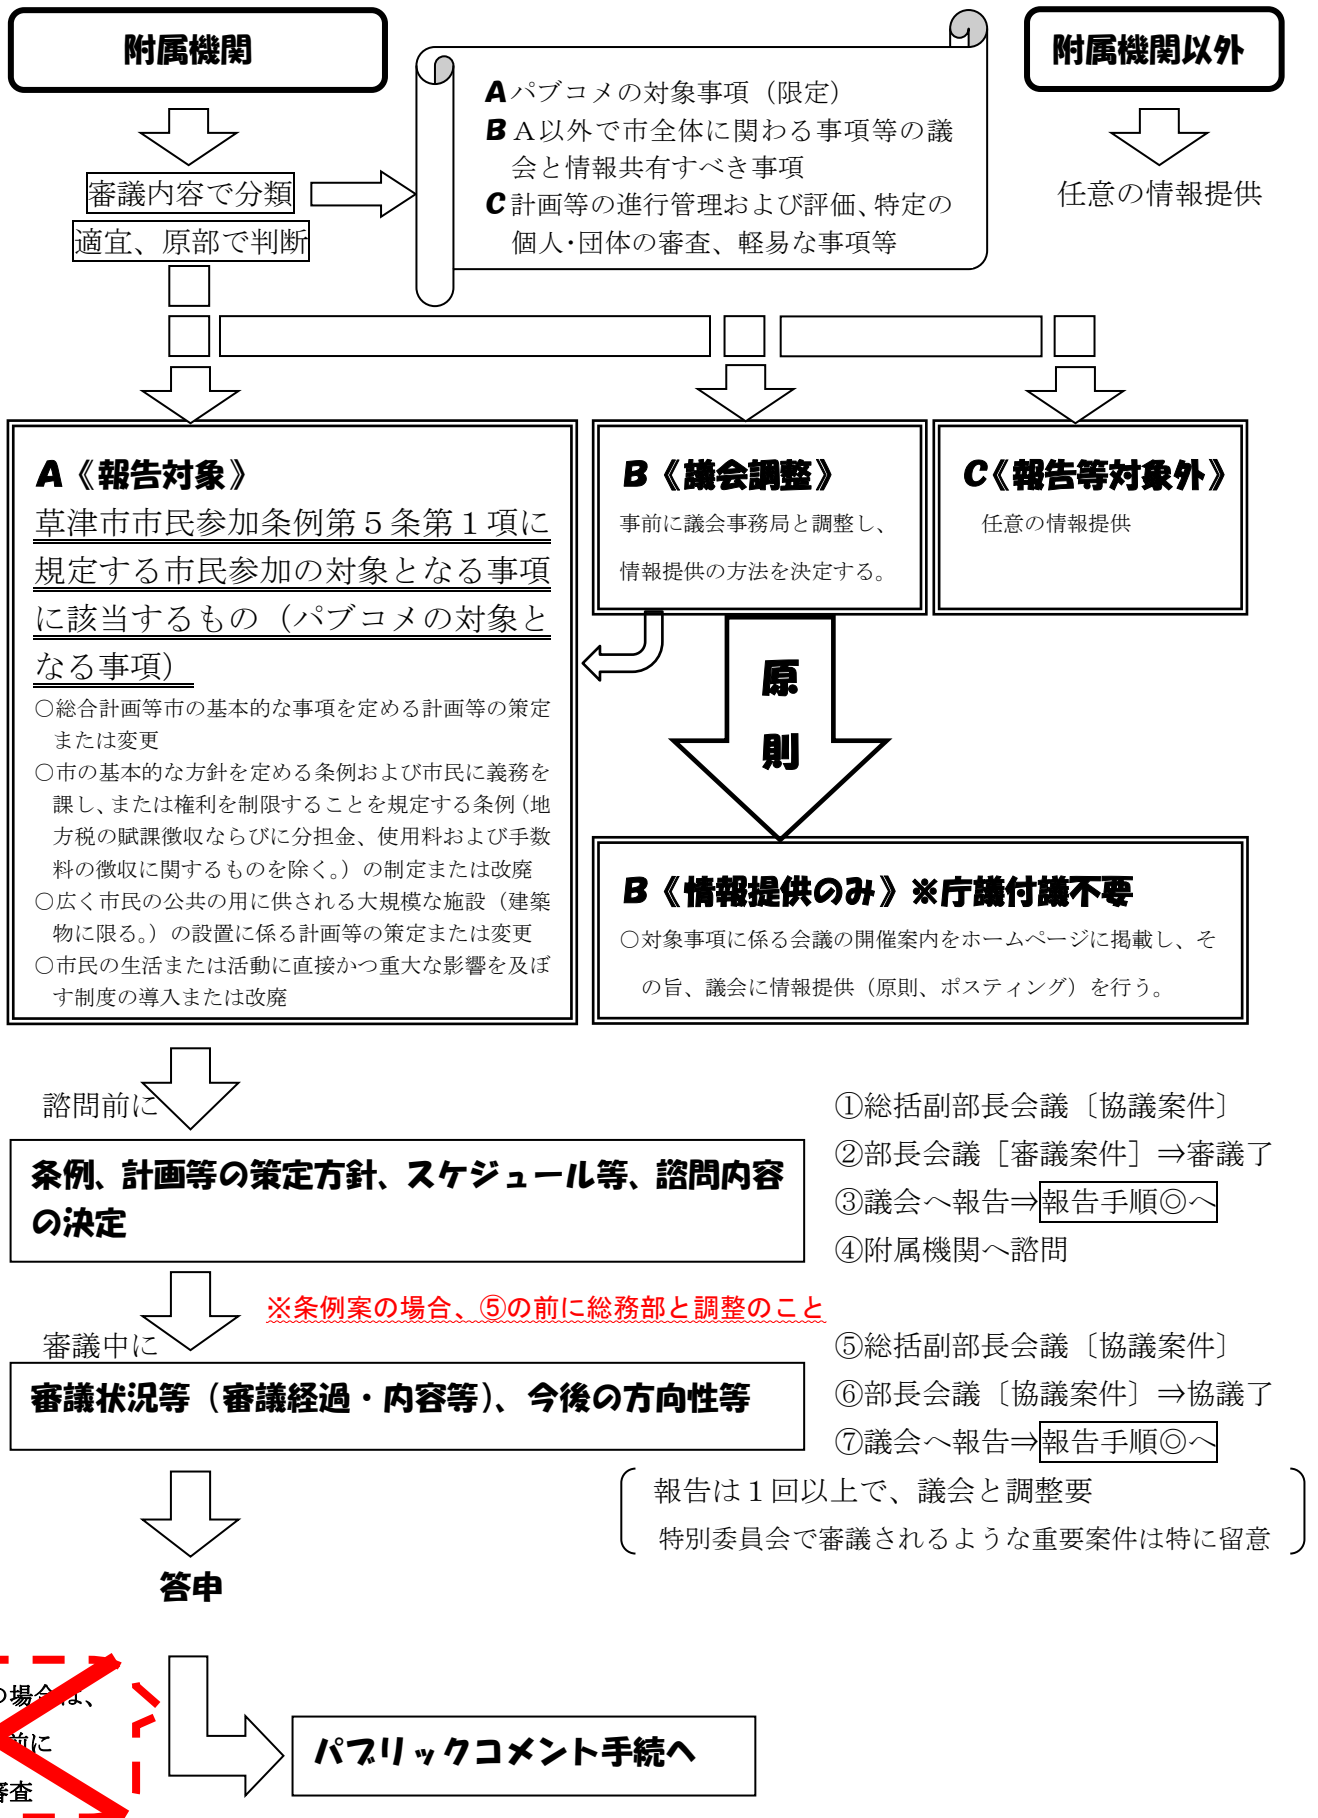 附属機関
附属機関以外
Aパブコメの対象事項（限定）
BA以外で市全体に関わる事項等の議
会と情報共有すべき事項
C計画等の進行管理および評価、特定の
個人・団体の審査、軽易な事項等
審議内容で分類
適宜、原部で判断
任意の情報提供
A《報告対象》
草津市市民参加条例第５条第１項に
規定する市民参加の対象となる事項
に該当するもの（パブコメの対象と
なる事項）
○総合計画等市の基本的な事項を定める計画等の策定
または変更
○市の基本的な方針を定める条例および市民に義務を
課し、または権利を制限することを規定する条例（地
方税の賦課徴収ならびに分担金、使用料および手数
料の徴収に関するものを除く。）の制定または改廃
○広く市民の公共の用に供される大規模な施設（建築
物に限る。）の設置に係る計画等の策定または変更
○市民の生活または活動に直接かつ重大な影響を及ぼ
す制度の導入または改廃
B《議会調整》
事前に議会事務局と調整し、
情報提供の方法を決定する。
C《報告等対象外》
任意の情報提供
原
則
B《情報提供のみ》※庁議付議不要
○対象事項に係る会議の開催案内をホームページに掲載し、そ
の旨、議会に情報提供（原則、ポスティング）を行う。
諮問前に
条例、計画等の策定方針、スケジュール等、諮問内容
の決定
①総括副部長会議〔協議案件〕
②部長会議［審議案件］⇒審議了
③議会へ報告⇒報告手順◎へ
④附属機関へ諮問
※条例案の場合、⑤の前に総務部と調整のこと
審議中に
審議状況等（審議経過・内容等）、今後の方向性等
⑤総括副部長会議〔協議案件〕
⑥部長会議〔協議案件〕⇒協議了
⑦議会へ報告⇒報告手順◎へ
報告は１回以上で、議会と調整要
特別委員会で審議されるような重要案件は特に留意
答申
の場合は、
前に
審査
パブリックコメント手続へ